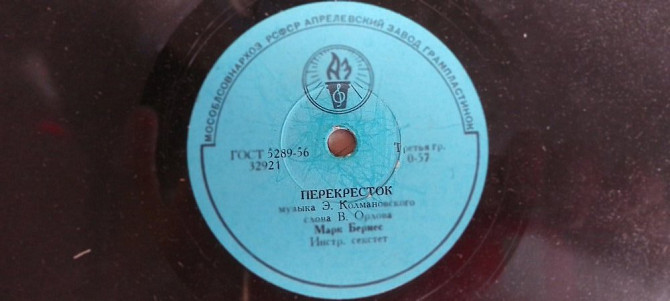 МОСОБЛСОВНАРХОЗ РСФСР АПРЕЛЕВСКИЙ ЗАВОД ГРАМПЛАСТИНОК
АЗ
ГОСТ 5289-56
32921
Третья гр.
0-57
ПЕРЕКРЕСТОК
музыка Э. Колмановского
слова В. Орлова
Марк Бернес
Инстр. секстет